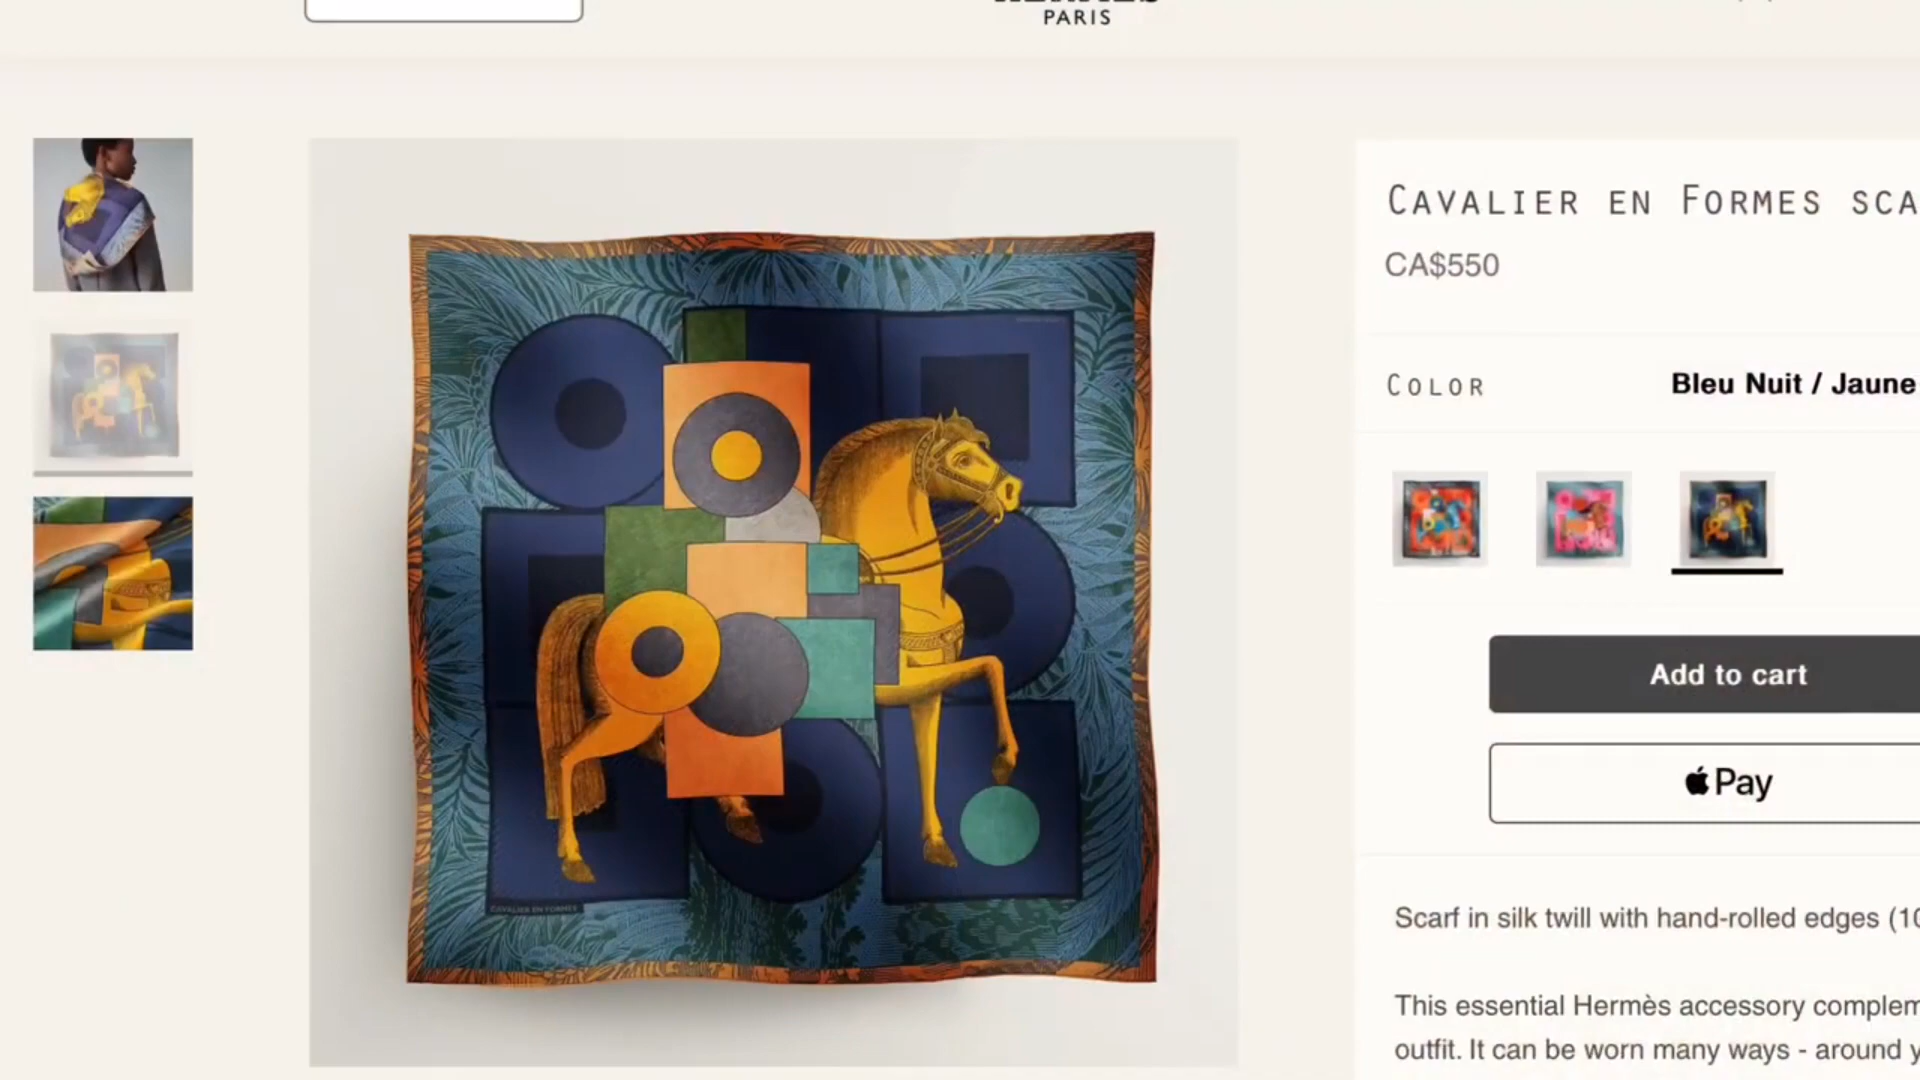 PARIS
CAVALIER EN FORMES SCA
CA$550
COLOR
Bleu Nuit / Jaune
Add to cart
Pay
Scarf in silk twill with hand-rolled edges (10
This essential Hermès accessory complem
outfit. It can be worn many ways - around y
CAVALIER EN FORMES